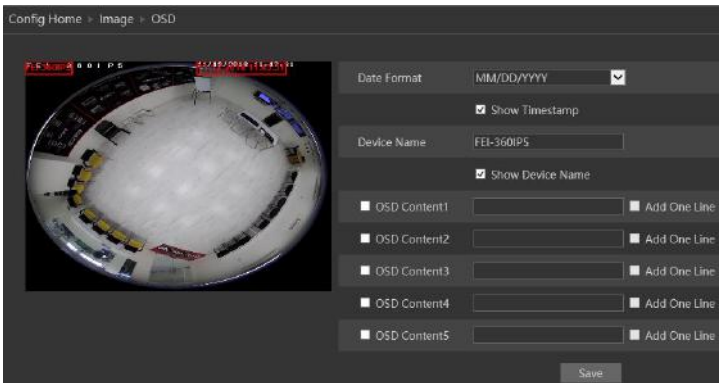 Config Home ▸ Image ▸ OSD
Date Format MM/DD/YYYY
Show Timestamp
Device Name FEI-360IPS
Show Device Name
OSD Content1 Add One Line
OSD Content2 Add One Line
OSD Content3 Add One Line
OSD Content4 Add One Line
OSD Content5 Add One Line
Save